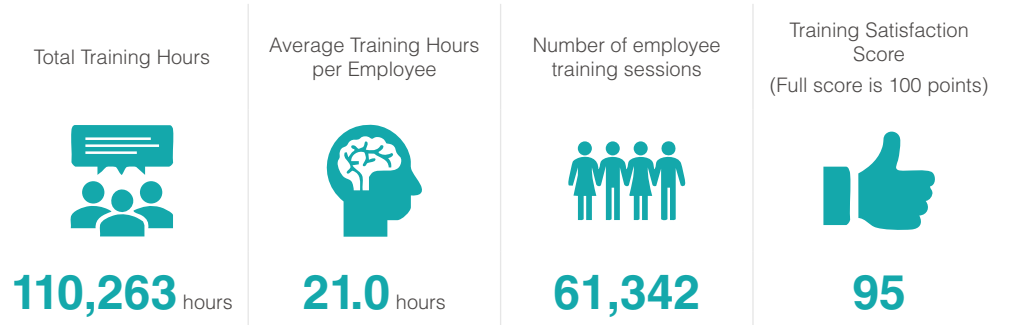 Total Training Hours
110,263 hours
Average Training Hours
per Employee
21.0 hours
Number of employee
training sessions
61,342
Training Satisfaction
Score
(Full score is 100 points)
95